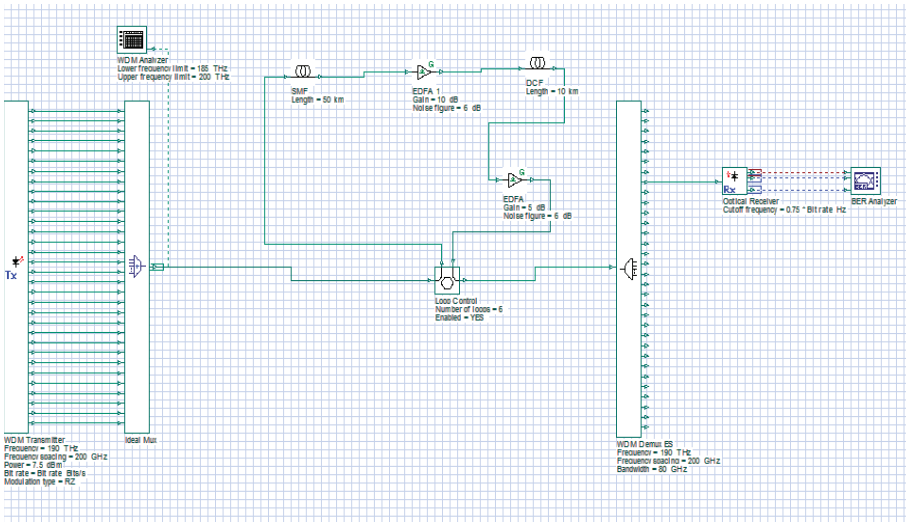 WDM Analyzer
Lower frequency limit = 185 THz
Upper frequency limit = 200 THz
SMF
Length = 50 km
G
EDFA 1
Gain = 10 dB
Noise figure = 6 dB
DCF
Length = 10 km
G
EDFA
Gain = 5 dB
Noise figure = 6 dB
Rx
Optical Receiver
Cutoff frequency = 0.75 * Bit rate Hz
BER Analyzer
Tx
Loop Control
Number of loops = 6
Enabled = YES
WDM Transmitter
Frequency = 190 THz
Frequency spacing = 200 GHz
Power = 7.5 dBm
Bit rate = Bit rate Bits/s
Modulation type = RZ
Ideal Mux
WDM Demux ES
Frequency = 190 THz
Frequency spacing = 200 GHz
Bandwidth = 80 GHz